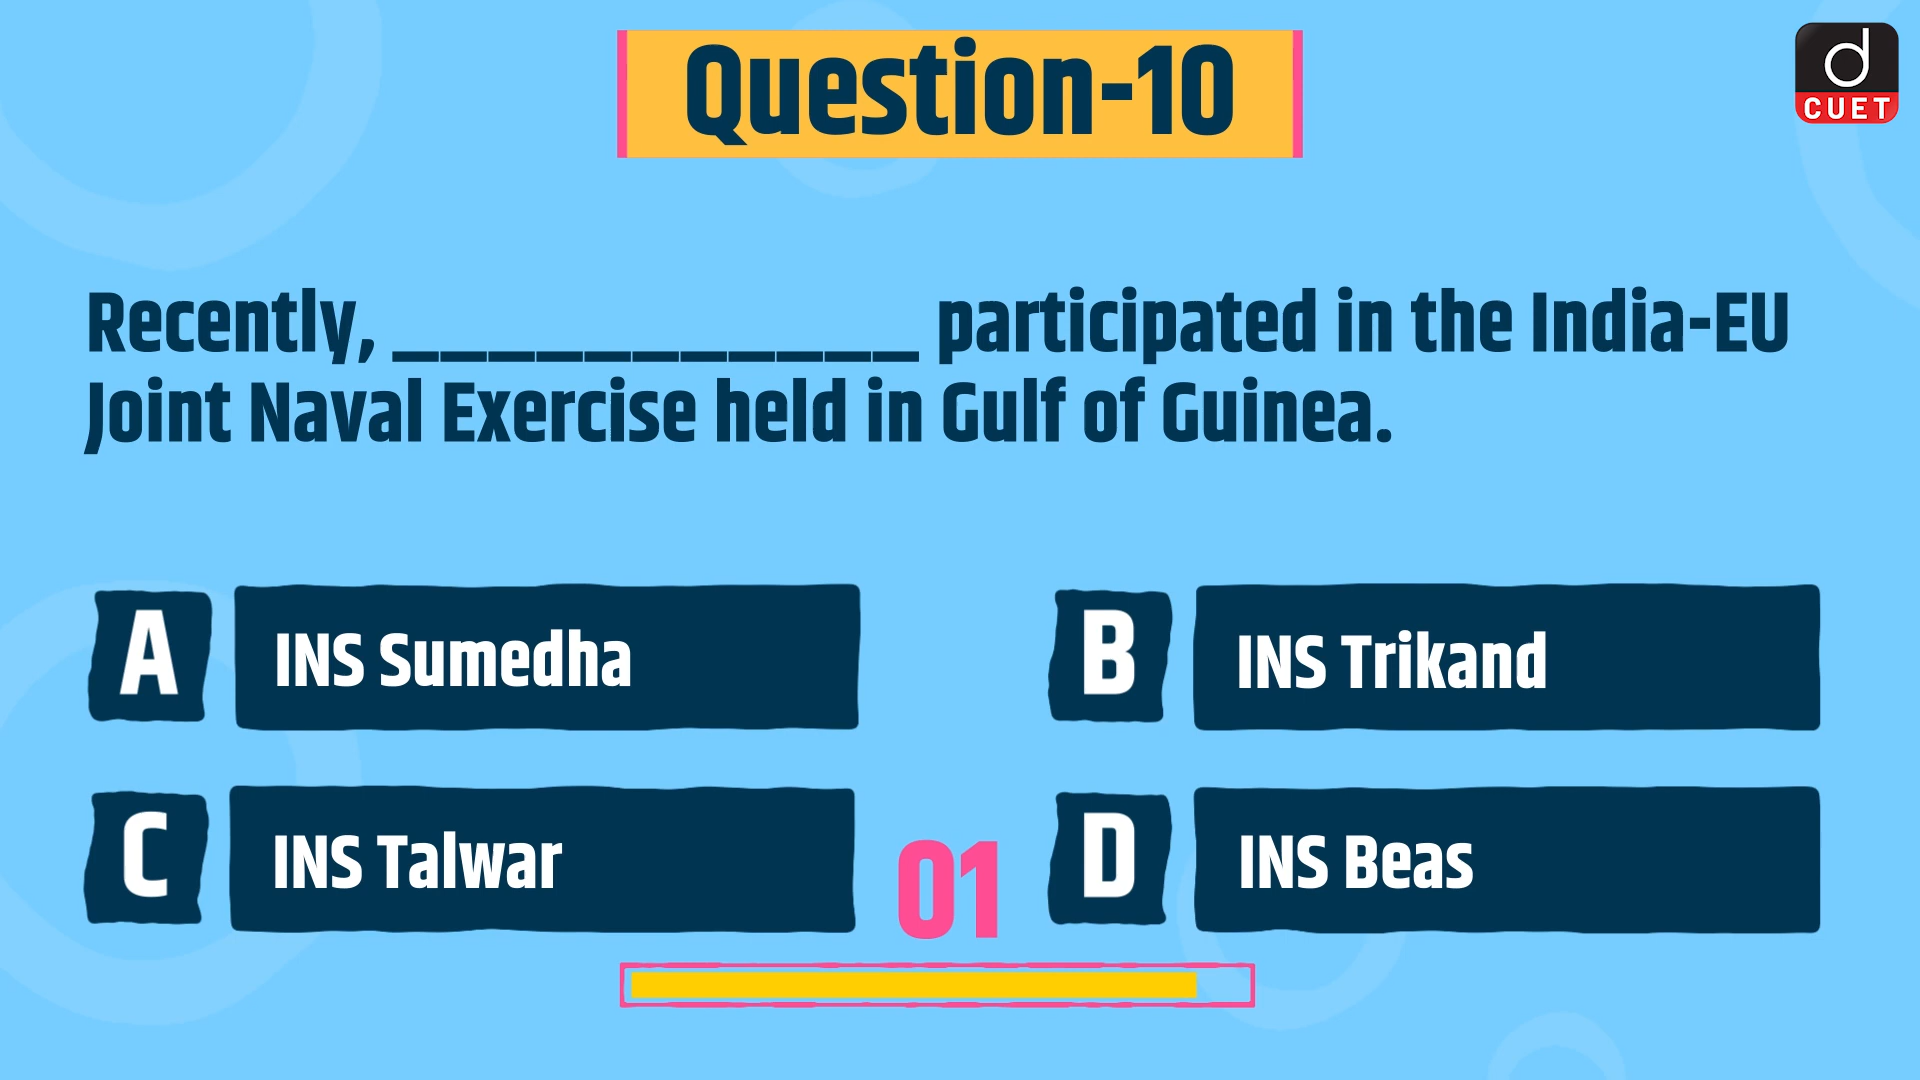 Question-10
d
CUET
Recently, ___________ participated in the India-EU
Joint Naval Exercise held in Gulf of Guinea.
A
INS Sumedha
B
INS Trikand
C
INS Talwar
01
D
INS Beas